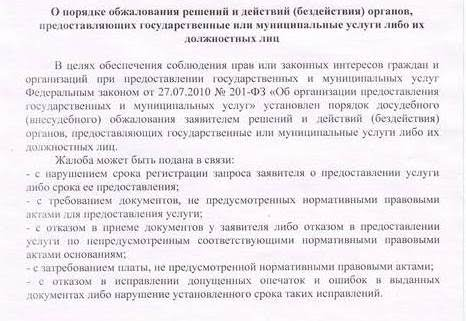 О порядке обжалования решений и действий (бездействия) органов,
предоставляющих государственные или муниципальные услуги либо их
должностных лиц
В целях обеспечения соблюдения прав или законных интересов граждан и
организаций при предоставлении государственных и муниципальных услуг
Федеральным законом от 27.07.2010 № 201-ФЗ «Об организации предоставления
государственных и муниципальных услуг» установлен порядок досудебного
(внесудебного) обжалования заявителем решений и действий (бездействия)
органов, предоставляющих государственные или муниципальные услуги либо их
должностных лиц.
Жалоба может быть подана в связи:
- с нарушением срока регистрации запроса заявителя о предоставлении услуги
либо срока ее предоставления;
- с требованием документов, не предусмотренных нормативными правовыми
актами для предоставления услуги;
- с отказом в приеме документов у заявителя либо отказом в предоставлении
услуги по непредусмотренным соответствующими нормативными правовыми
актами основаниям;
- с затребованием платы, не предусмотренной нормативными правовыми актами;
- с отказом в исправлении допущенных опечаток и ошибок в выданных
документах либо нарушение установленного срока таких исправлений.